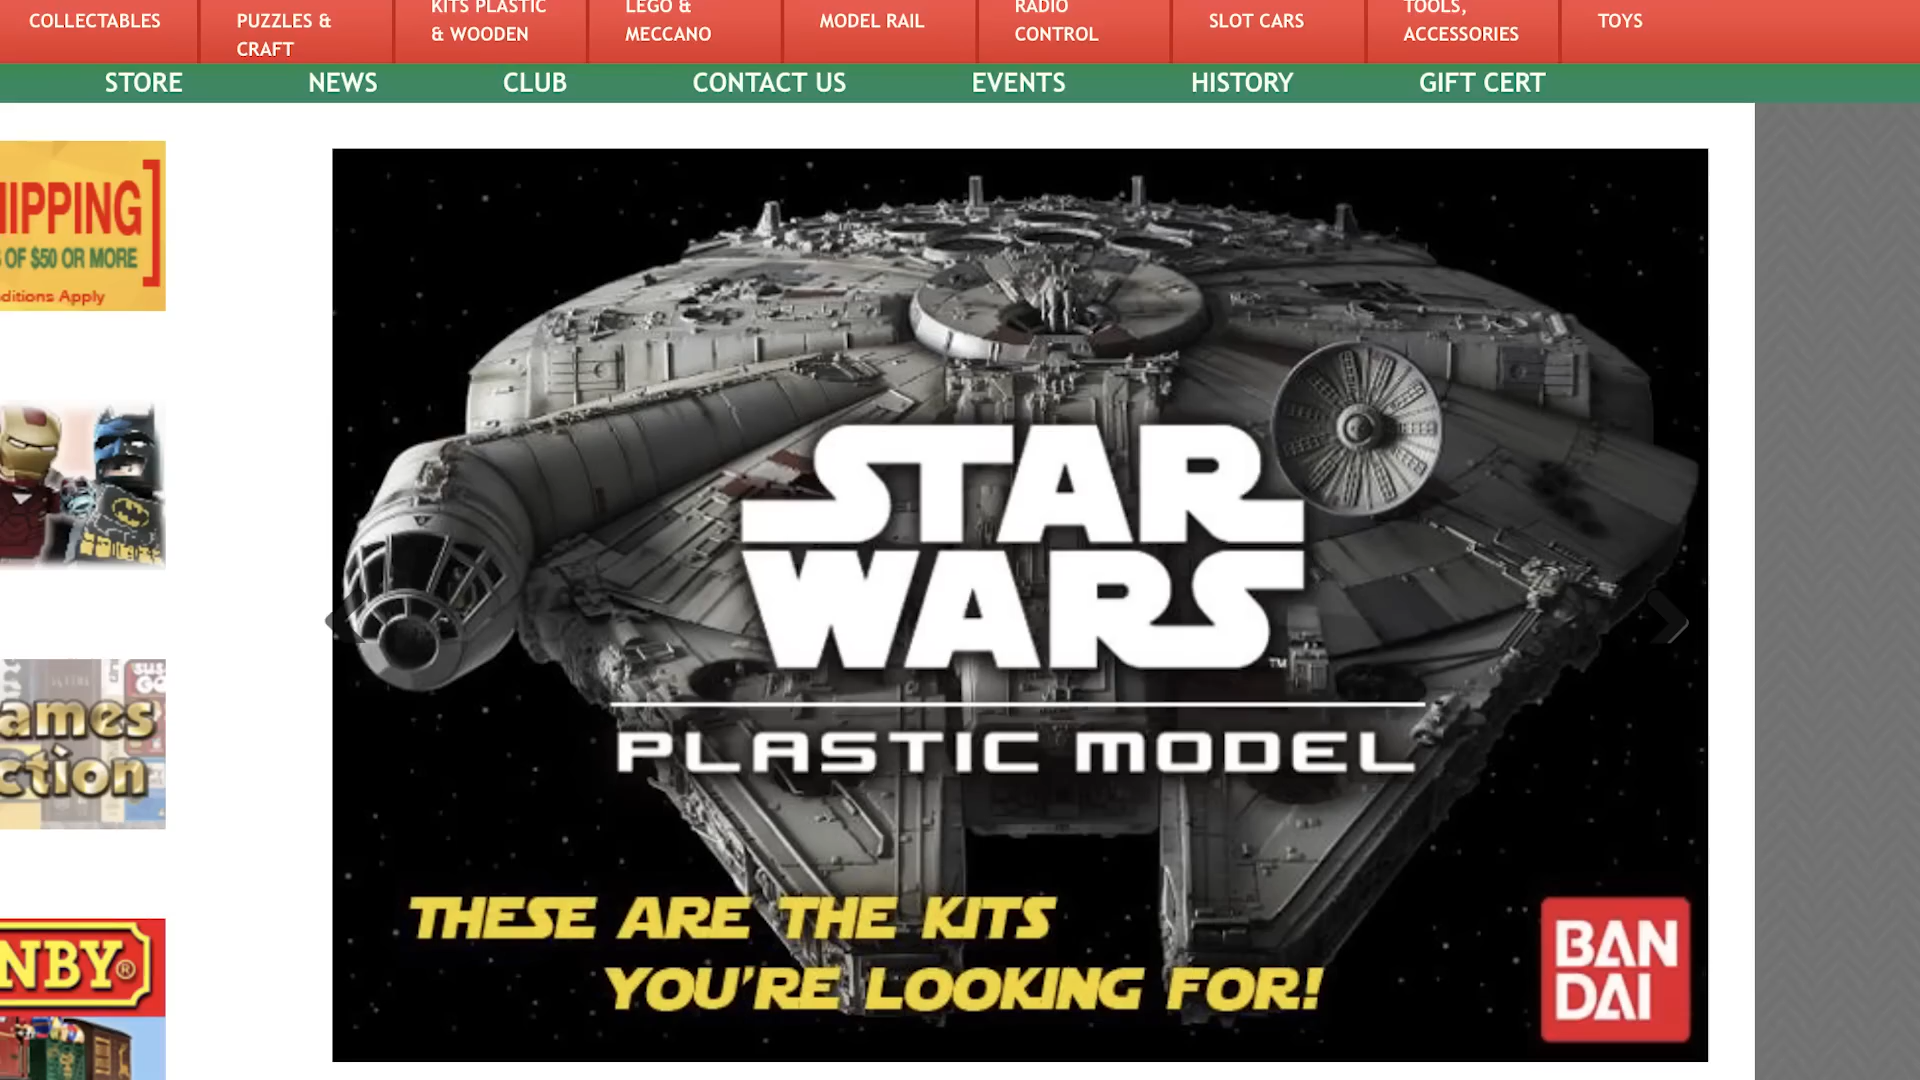 COLLECTABLES
PUZZLES &
CRAFT
KITS PLASTIC
& WOODEN
LEGO &
MECCANO
MODEL RAIL
RADIO
CONTROL
SLOT CARS
TOOLS,
ACCESSORIES
TOYS
STORE NEWS CLUB CONTACT US EVENTS HISTORY GIFT CERT
HIPPING
OF $50 OR MORE
ditions Apply
ames
ction
NBY®
STAR
WARS™
PLASTIC MODEL
THESE ARE THE KITS
YOU'RE LOOKING FOR!
BAN
DAI